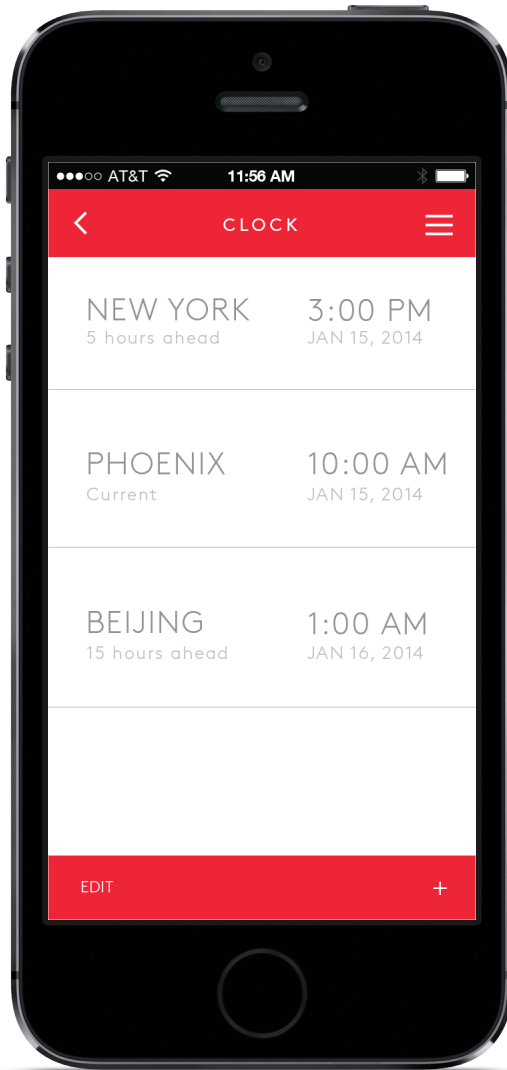 AT&T 11:56 AM
CLOCK
NEW YORK 3:00 PM
5 hours ahead JAN 15, 2014
PHOENIX 10:00 AM
Current JAN 15, 2014
BEIJING 1:00 AM
15 hours ahead JAN 16, 2014
EDIT +